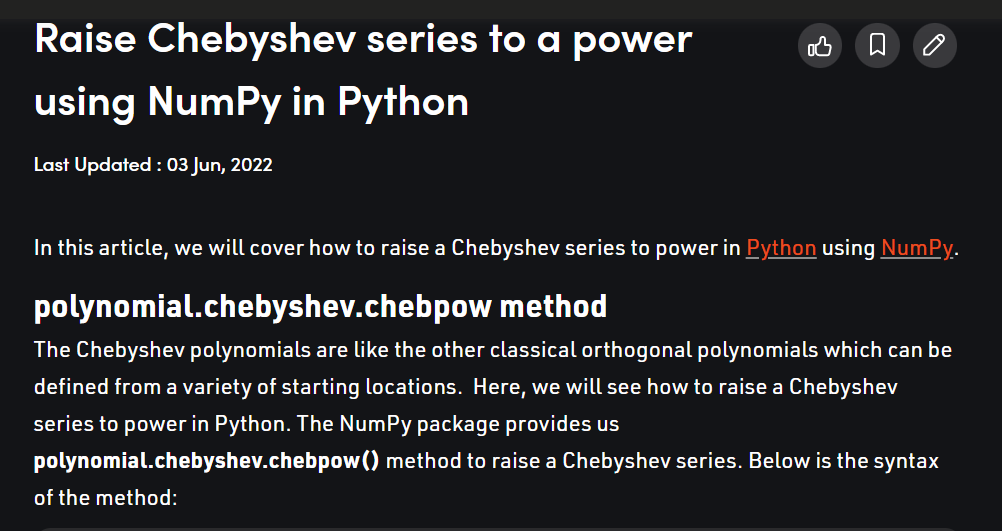 Raise Chebyshev series to a power
using NumPy in Python
Last Updated : 03 Jun, 2022
In this article, we will cover how to raise a Chebyshev series to power in Python using NumPy.
polynomial.chebyshev.chebpow method
The Chebyshev polynomials are like the other classical orthogonal polynomials which can be
defined from a variety of starting locations.  Here, we will see how to raise a Chebyshev
series to power in Python. The NumPy package provides us
polynomial.chebyshev.chebpow() method to raise a Chebyshev series. Below is the syntax
of the method: